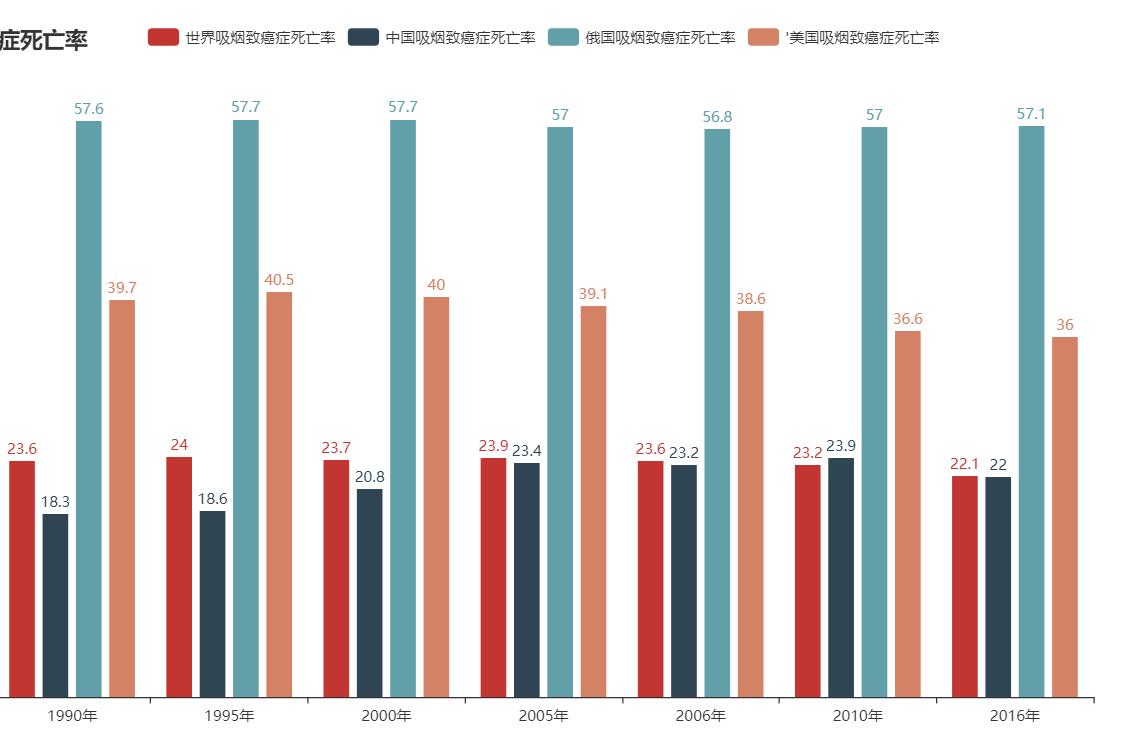 症死亡率
世界吸烟致癌症死亡率 中国吸烟致癌症死亡率 俄国吸烟致癌症死亡率 '美国吸烟致癌症死亡率
57.6 57.7 57.7 57 56.8 57 57.1
39.7 40.5 40 39.1 38.6 36.6 36
23.6 24 23.7 23.9 23.6 23.2 22.1
18.3 18.6 20.8 23.4 23.2 23.9 22
1990年 1995年 2000年 2005年 2006年 2010年 2016年